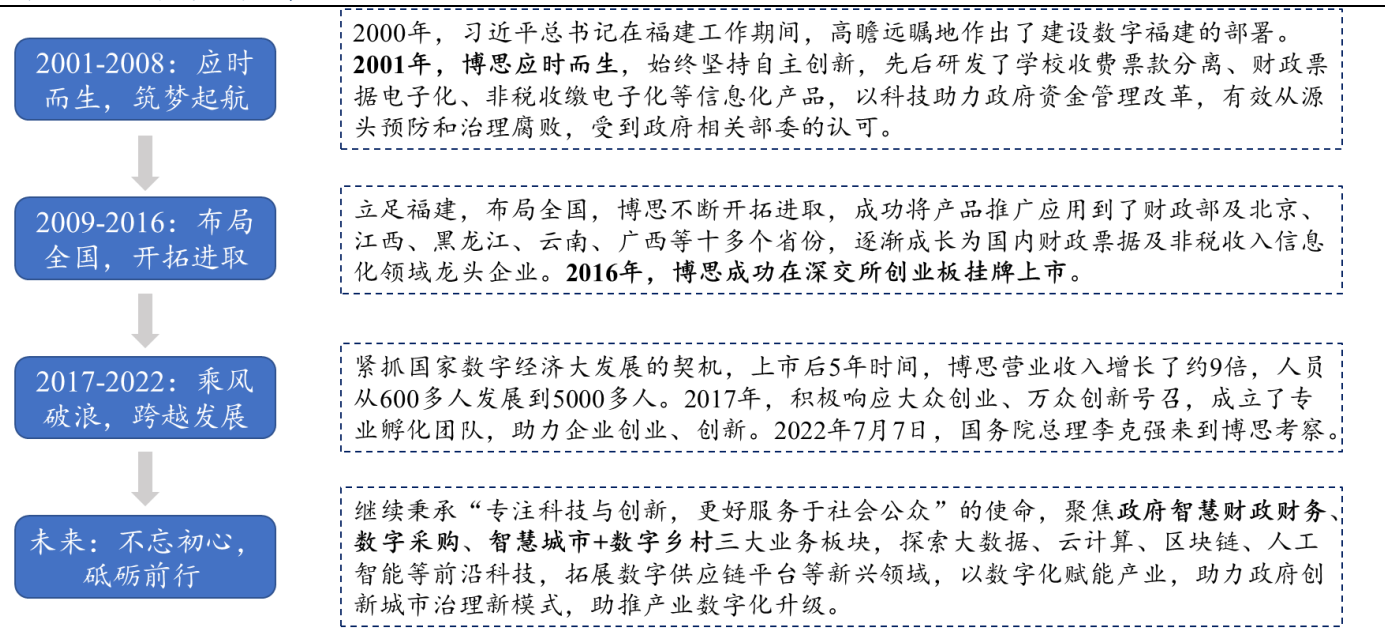 2001-2008：应时
而生，筑梦起航
2000年，习近平总书记在福建工作期间，高瞻远瞩地作出了建设数字福建的部署。
2001年，博思应时而生，始终坚持自主创新，先后研发了学校收费票款分离、财政票
据电子化、非税收缴电子化等信息化产品，以科技助力政府资金管理改革，有效从源
头预防和治理腐败，受到政府相关部委的认可。
2009-2016：布局
全国，开拓进取
立足福建，布局全国，博思不断开拓进取，成功将产品推广应用到了财政部及北京、
江西、黑龙江、云南、广西等十多个省份，逐渐成长为国内财政票据及非税收入信息
化领域龙头企业。2016年，博思成功在深交所创业板挂牌上市。
2017-2022：乘风
破浪，跨越发展
紧抓国家数字经济大发展的契机，上市后5年时间，博思营业收入增长了约9倍，人员
从600多人发展到5000多人。2017年，积极响应大众创业、万众创新号召，成立了专
业孵化团队，助力企业创业、创新。2022年7月7日，国务院总理李克强来到博思考察。
未来：不忘初心，
砥砺前行
继续秉承“专注科技与创新，更好服务于社会公众”的使命，聚焦政府智慧财政财务、
数字采购、智慧城市+数字乡村三大业务板块，探索大数据、云计算、区块链、人工
智能等前沿科技，拓展数字供应链平台等新兴领域，以数字化赋能产业，助力政府创
新城市治理新模式，助推产业数字化升级。